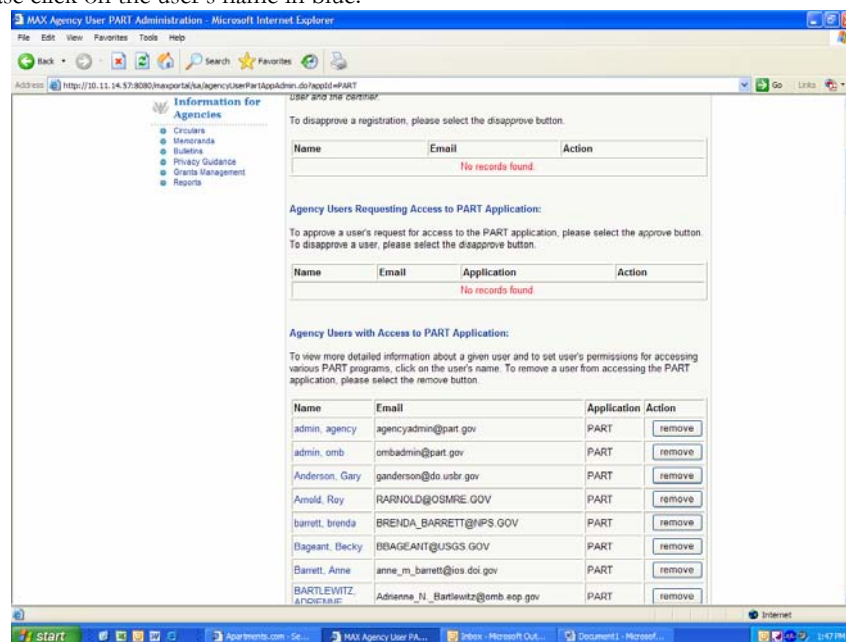 ase click on the user's name in blue.
MAX Agency User PART Administration - Microsoft Internet Explorer
File Edit View Favorites Tools Help
Back Search Favorites
Address http://10.11.14.57:8080/maxportal/sa/agencyUserPartAppAdmin.do?appId=PART Go Links
Information for
Agencies
Circulars
Memoranda
Bulletins
Privacy Guidance
Grants Management
Reports
user and the certifier.
To disapprove a registration, please select the disapprove button.
Name Email Action
No records found.
Agency Users Requesting Access to PART Application:
To approve a user's request for access to the PART application, please select the approve button.
To disapprove a user, please select the disapprove button.
Name Email Application Action
No records found.
Agency Users with Access to PART Application:
To view more detailed information about a given user and to set user's permissions for accessing
various PART programs, click on the user's name. To remove a user from accessing the PART
application, please select the remove button.
Name Email Application Action
admin, agency agencyadmin@part.gov PART remove
admin, omb ombadmin@part.gov PART remove
Anderson, Gary ganderson@do.usbr.gov PART remove
Arnold, Roy RARNOLD@OSMRE.GOV PART remove
barrett, brenda BRENDA_BARRETT@NPS.GOV PART remove
Bageant, Becky BBAGEANT@USGS.GOV PART remove
Barrett, Anne anne_m_barrett@ios.doi.gov PART remove
BARTLEWITZ, ADRIENNE Adrienne_N._Bartlewitz@omb.eop.gov PART remove
Internet
start Apartments.com - Se... MAX Agency User PA... Inbox - Microsoft Out... Document1 - Microsof... 1:47 PM